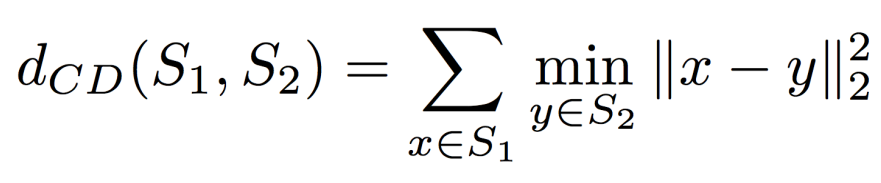 d_{CD}(S_1, S_2) = \sum_{x \in S_1} \min_{y \in S_2} \|x - y\|_2^2